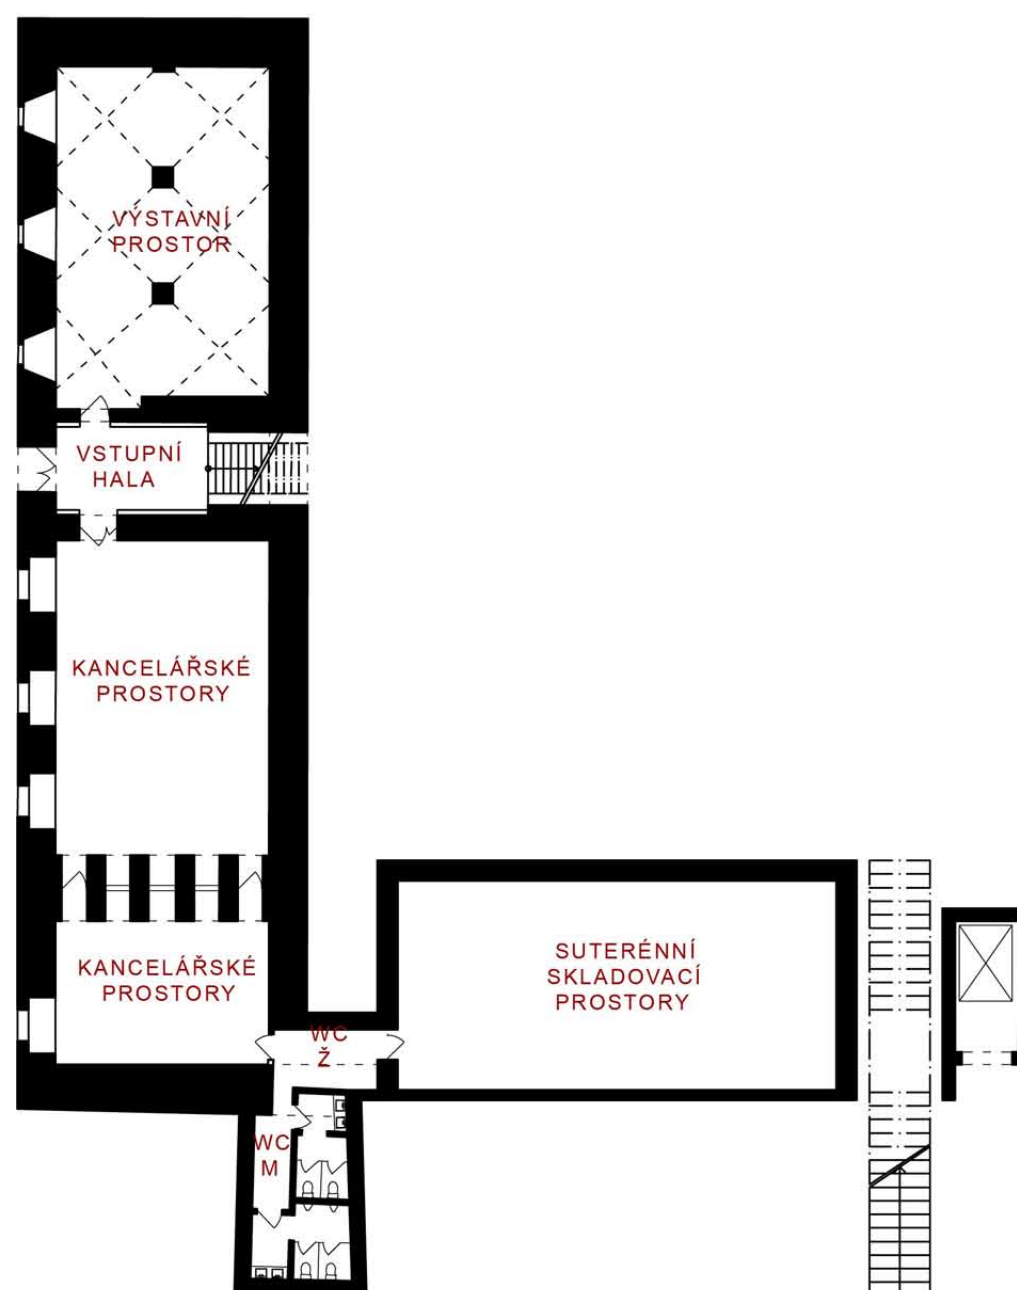 VÝSTAVNÍ
PROSTOR
VSTUPNÍ
HALA
KANCELÁŘSKÉ
PROSTORY
KANCELÁŘSKÉ
PROSTORY
SUTERÉNNÍ
SKLADOVACÍ
PROSTORY
WC
Ž
WC
M